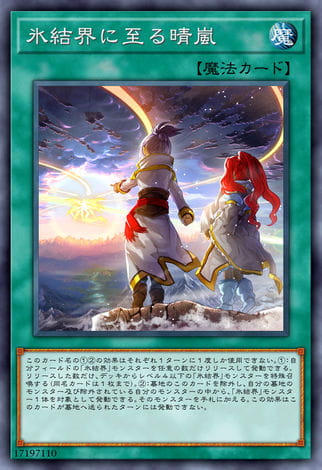 氷結界に至る晴嵐
魔
【魔法カード】
このカード名の①②の効果はそれぞれ1ターンに1度しか使用できない。①:自
分フィールドの「氷結界」モンスターを任意の数だけリリースして発動できる。
リリースした数だけ、デッキからレベル4以下の「氷結界」モンスターを特殊召
喚する(同名カードは1枚まで)。②:墓地のこのカードを除外し、自分の墓地の
モンスター及び除外されている自分のモンスターの中から、「氷結界」モンスタ
ー1体を対象として発動できる。そのモンスターを手札に加える。この効果はこ
のカードが墓地へ送られたターンには発動できない。
17197110